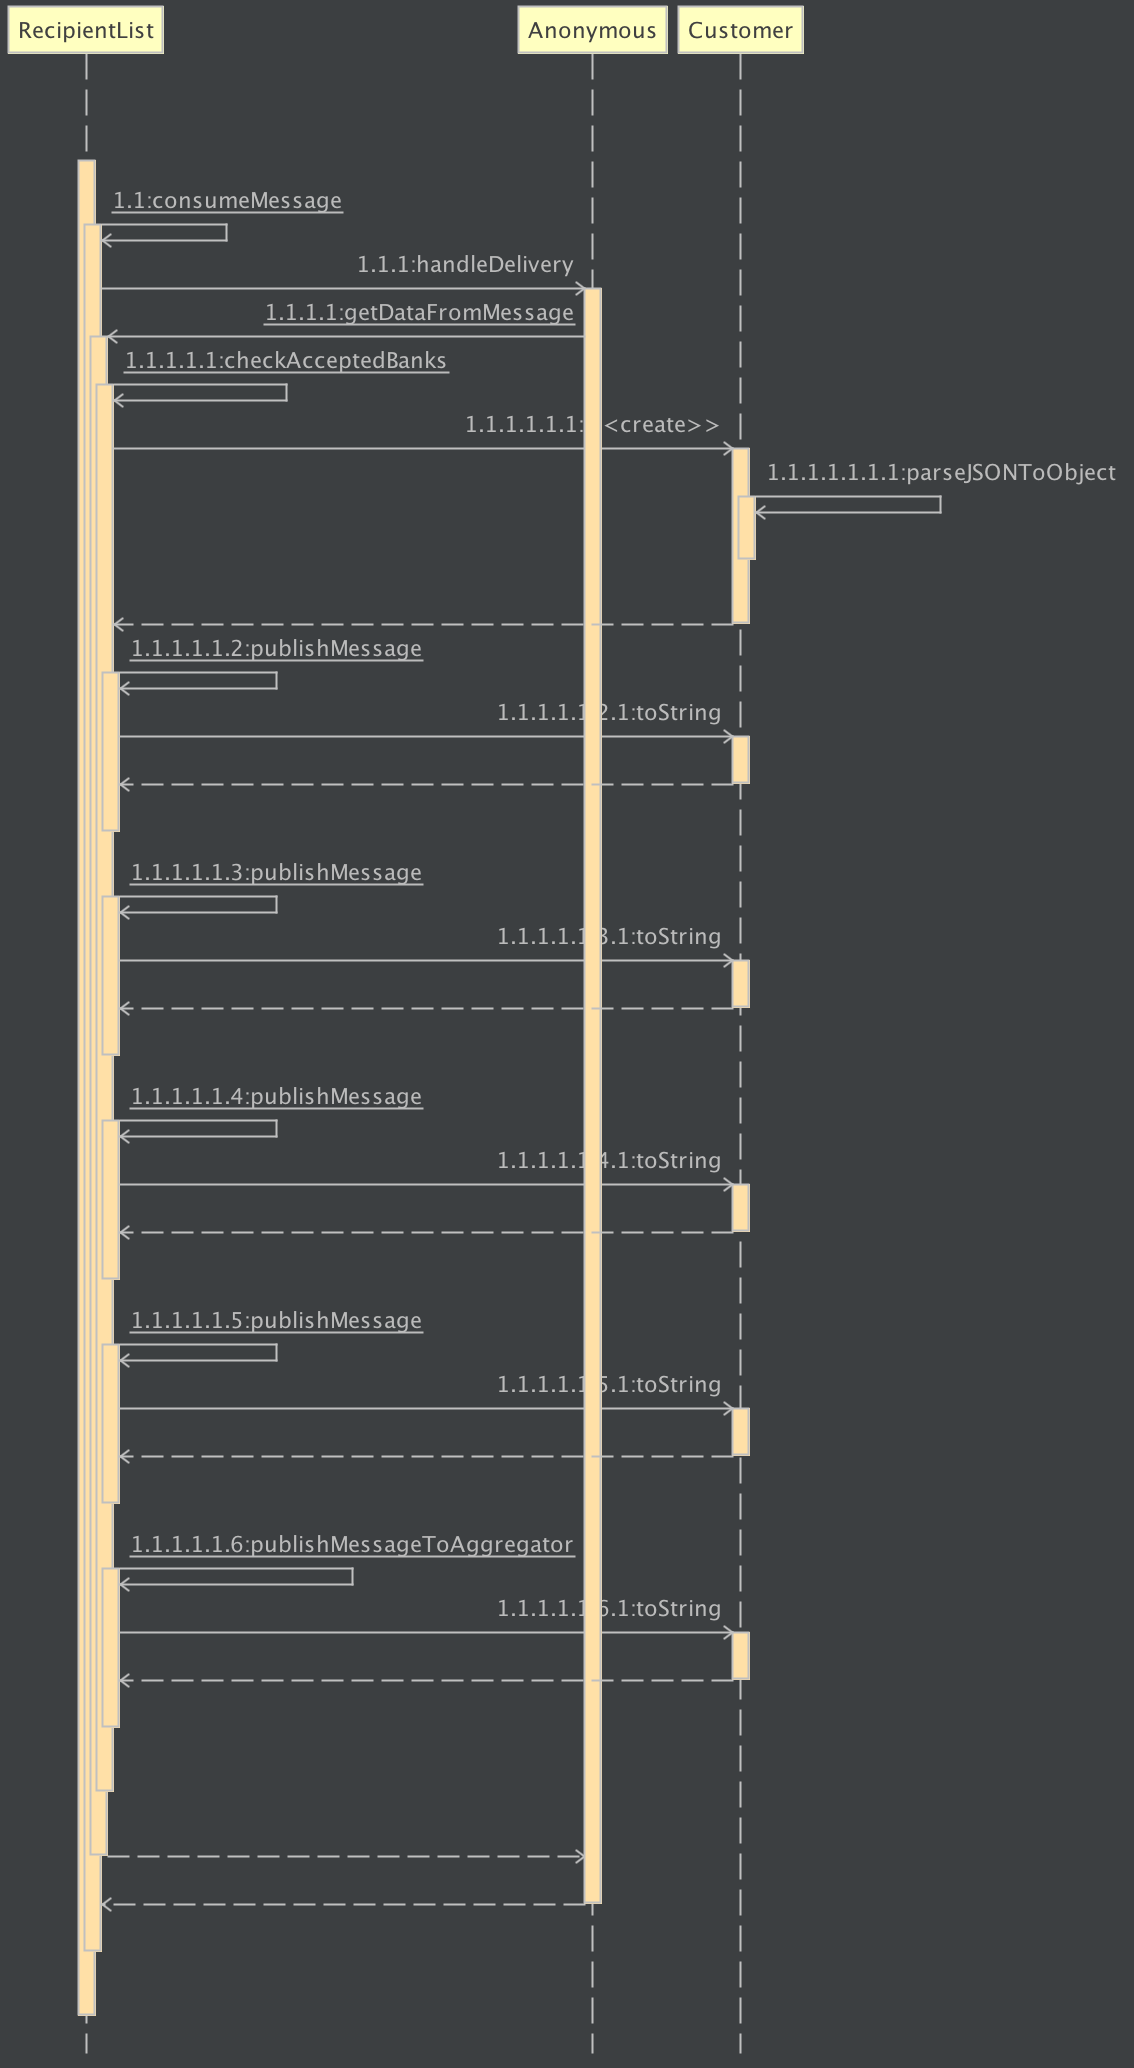 RecipientList Anonymous Customer
1.1:consumeMessage
1.1.1:handleDelivery
1.1.1.1:getDataFromMessage
1.1.1.1.1:checkAcceptedBanks
1.1.1.1.1.1: <create>>
1.1.1.1.1.1.1:parseJSONToObject
1.1.1.1.1.2:publishMessage
1.1.1.1.1.2.1:toString
1.1.1.1.1.3:publishMessage
1.1.1.1.1.3.1:toString
1.1.1.1.1.4:publishMessage
1.1.1.1.1.4.1:toString
1.1.1.1.1.5:publishMessage
1.1.1.1.1.5.1:toString
1.1.1.1.1.6:publishMessageToAggregator
1.1.1.1.1.6.1:toString